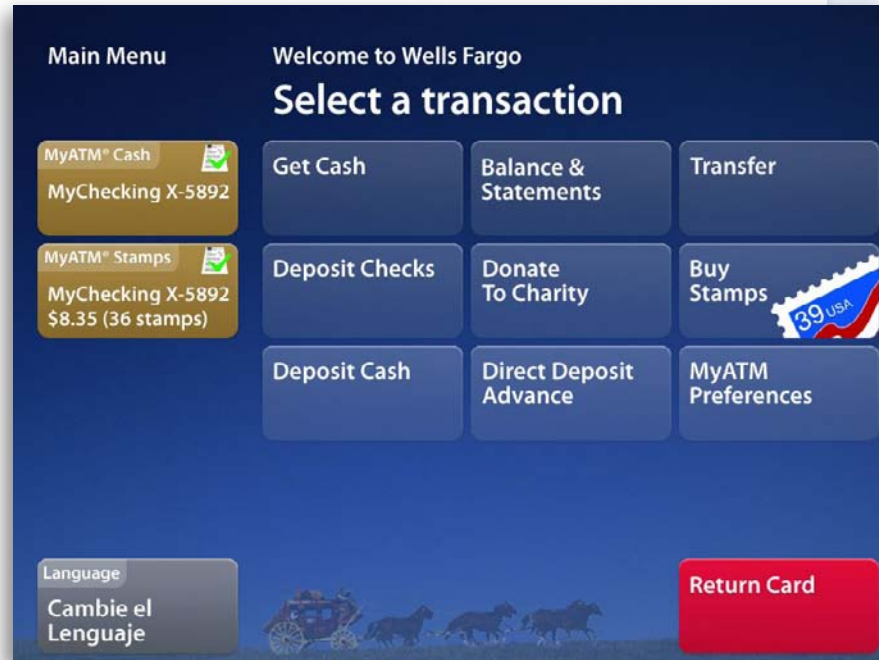 Main Menu
Welcome to Wells Fargo
Select a transaction
MyATM® Cash
MyChecking X-5892
MyATM® Stamps
MyChecking X-5892
$8.35 (36 stamps)
Get Cash
Balance &
Statements
Transfer
Deposit Checks
Donate
To Charity
Buy
Stamps
39 USA
Deposit Cash
Direct Deposit
Advance
MyATM
Preferences
Language
Cambie el
Lenguaje
Return Card